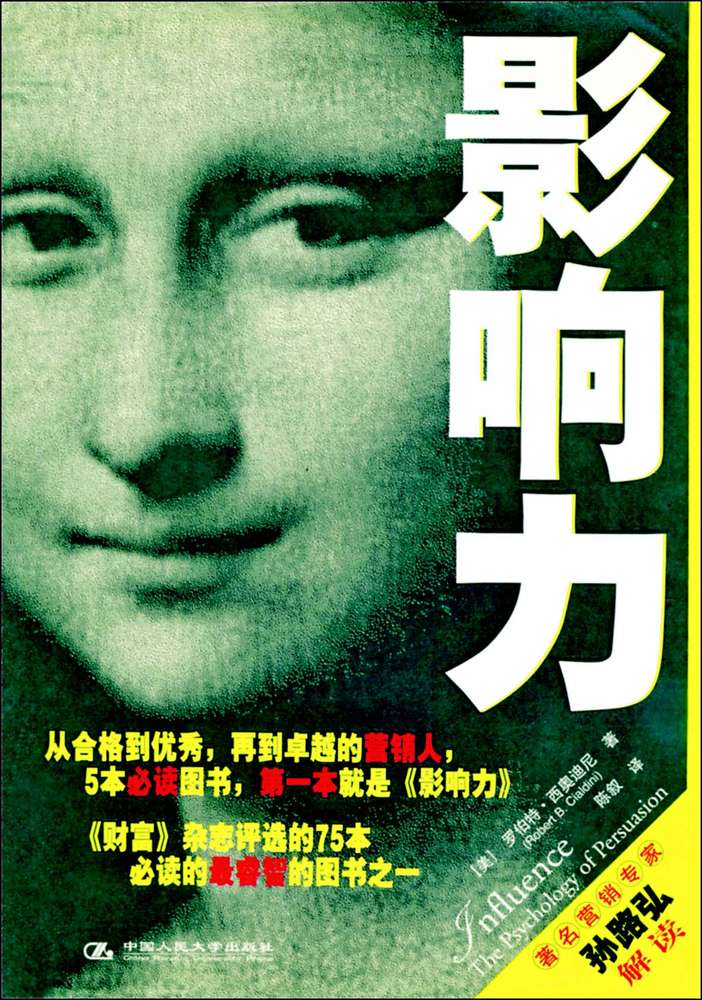 影响力
从合格到优秀，再到卓越的营销人，
5本必读图书，第一本就是《影响力》
《财富》杂志评选的75本
必读的最睿智的图书之一
[美] 罗伯特·西奥迪尼 著
(Robert B. Cialdini)
陈叙 译
Influence
The Psychology of Persuasion
著名营销专家
孙路弘
解读
中国人民大学出版社
China Renmin University Press